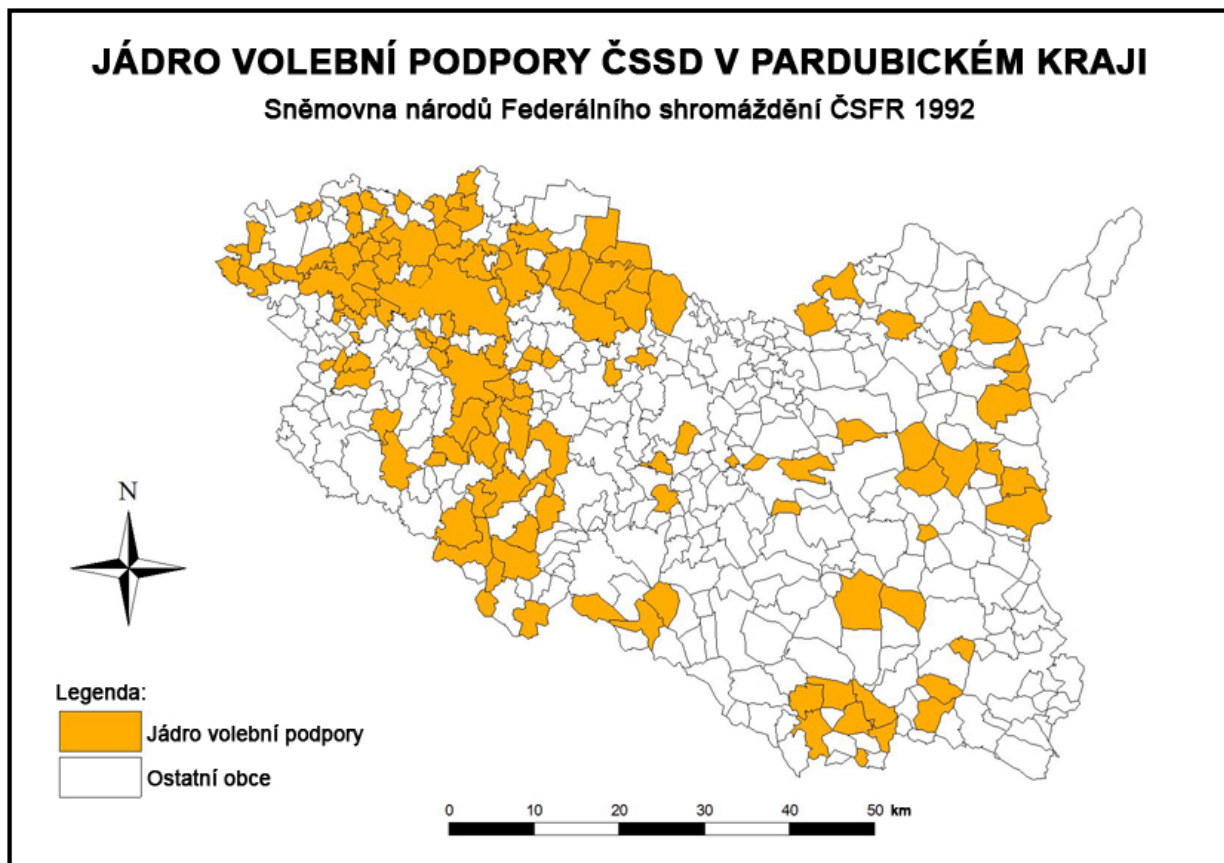 JÁDRO VOLEBNÍ PODPORY ČSSD V PARDUBICKÉM KRAJI
Sněmovna národů Federálního shromáždění ČSFR 1992
N
Legenda:
Jádro volební podpory
Ostatní obce
0 10 20 30 40 50 km